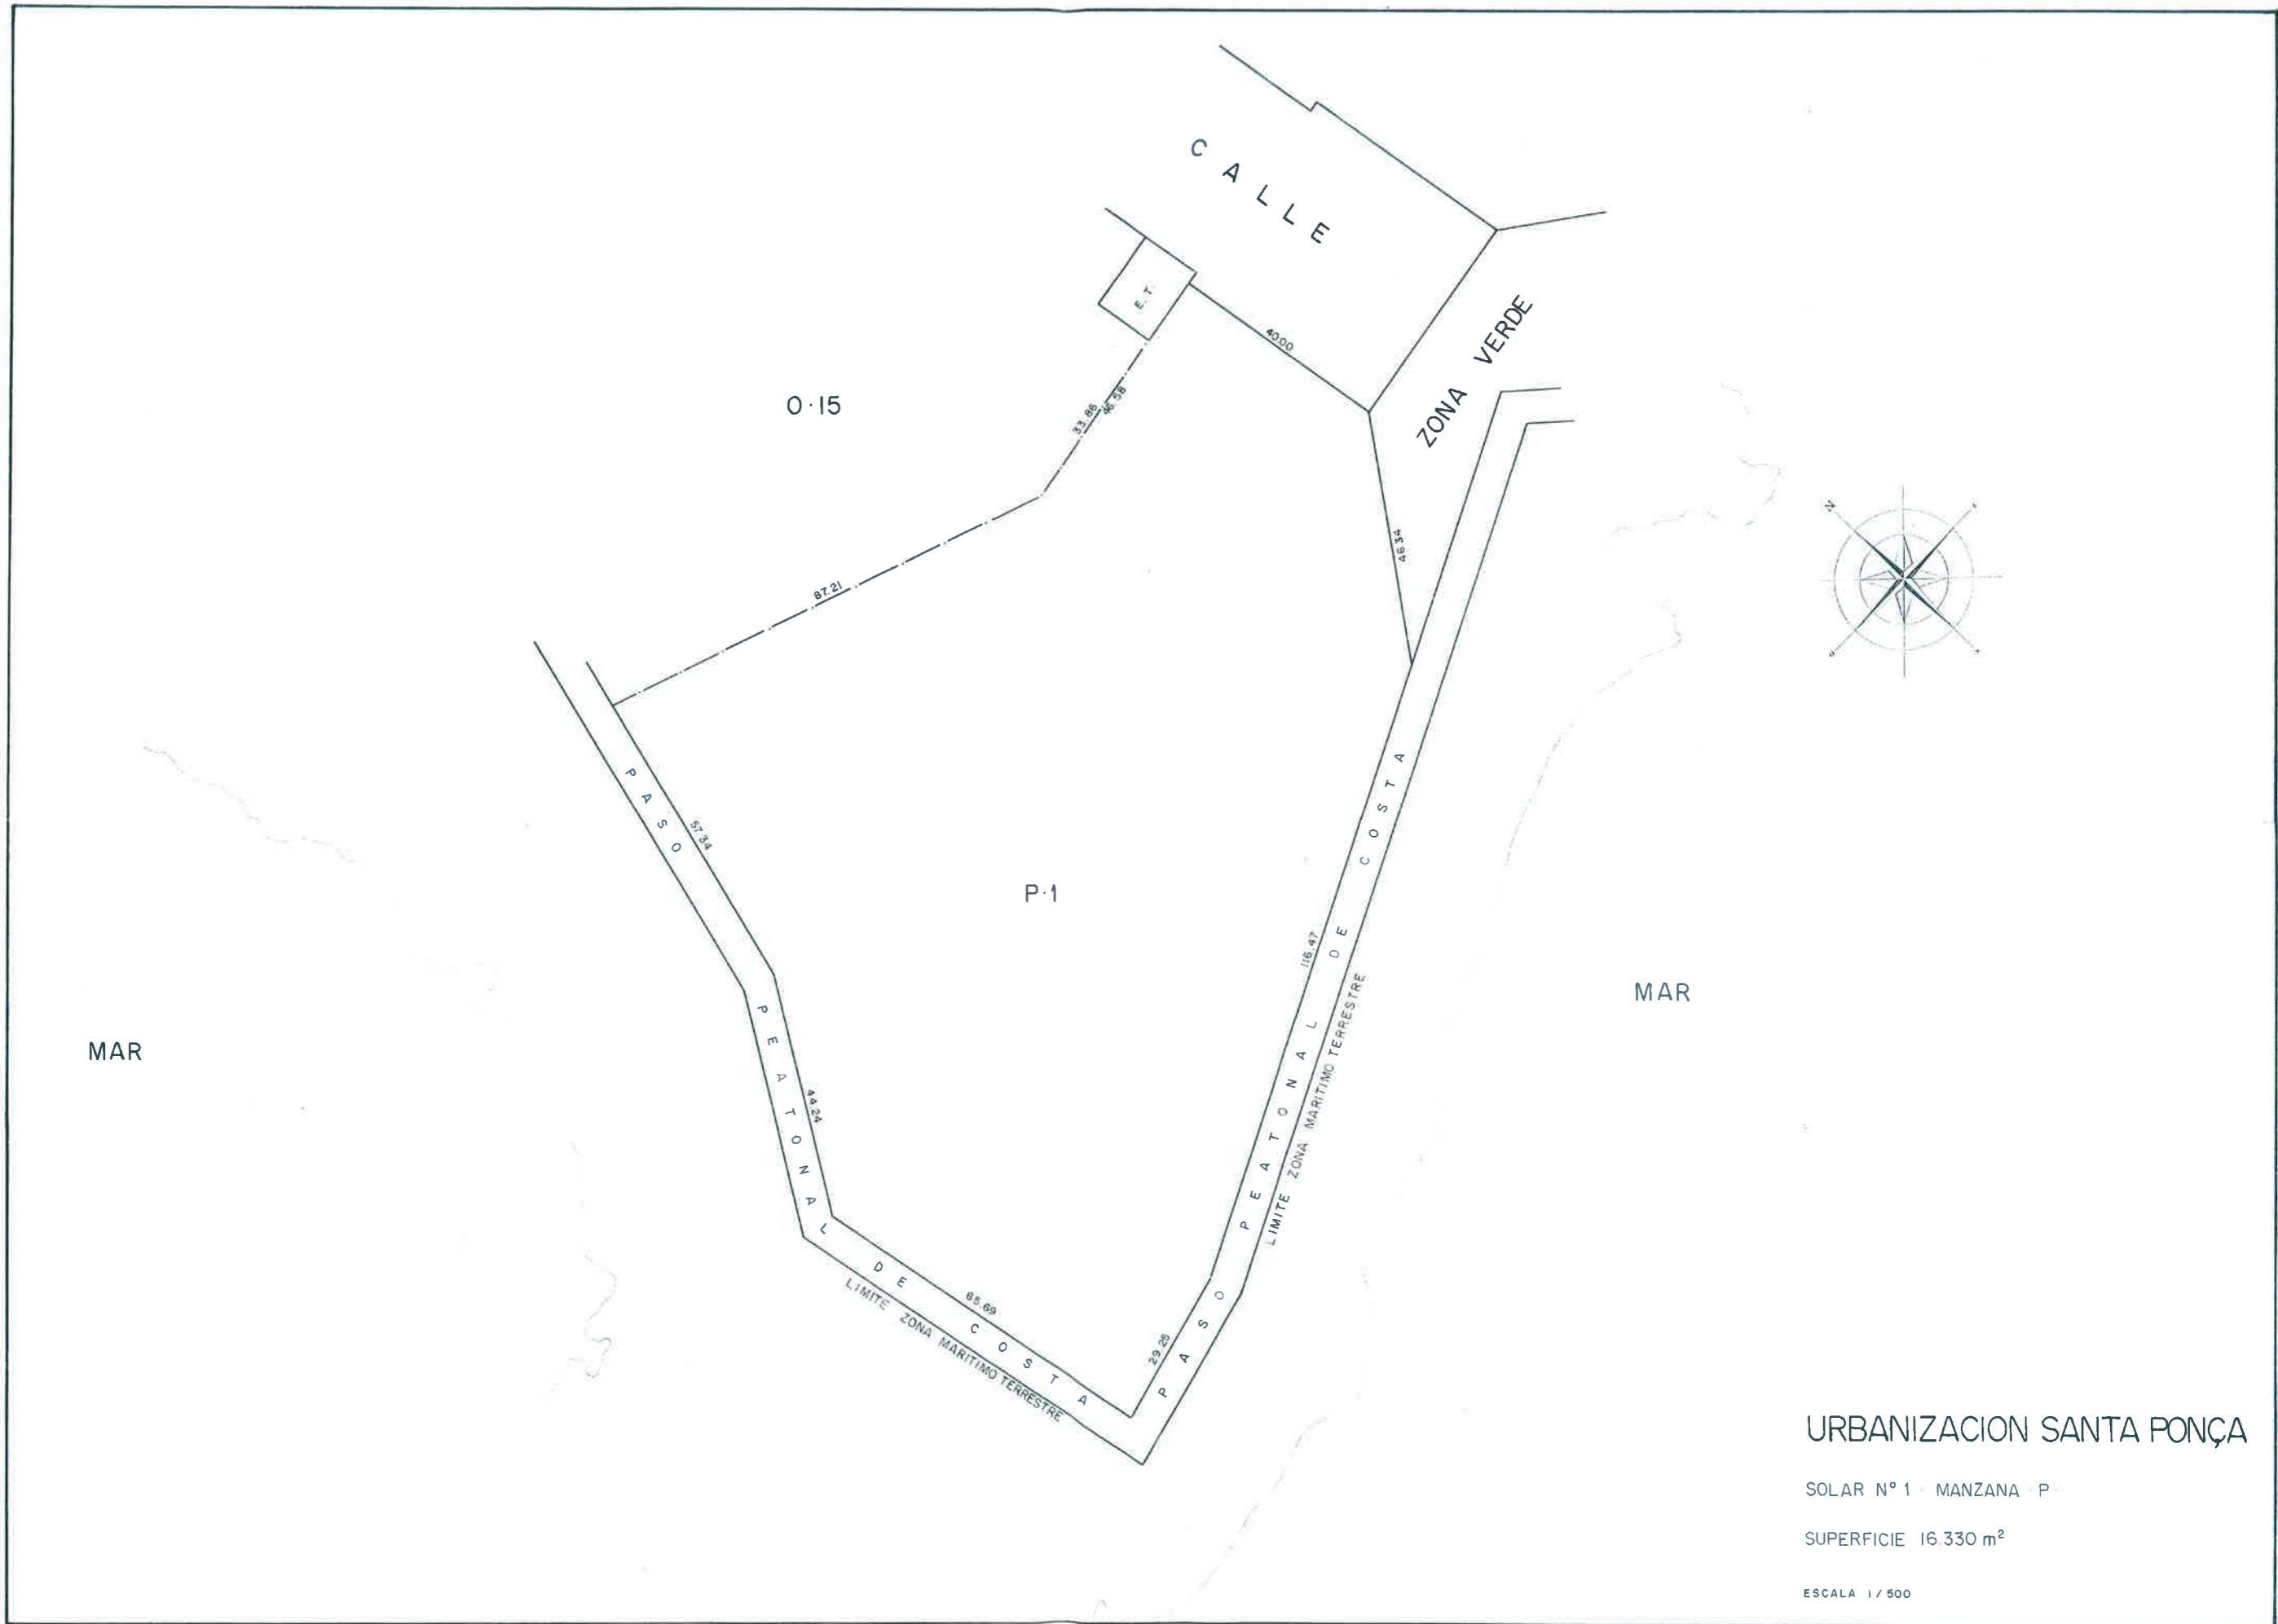 CALLE
E. T.
40.00
ZONA VERDE
O·15
33.86
46.58
46.34
87.21
N
PASO PEATONAL DE COSTA
57.34
P·1
116.47
PASO PEATONAL DE COSTA
LIMITE ZONA MARITIMO TERRESTRE
MAR
MAR
44.24
65.69
LIMITE ZONA MARITIMO TERRESTRE
29.25
URBANIZACION SANTA PONÇA
SOLAR Nº 1 - MANZANA P
SUPERFICIE 16.330 m²
ESCALA 1/500